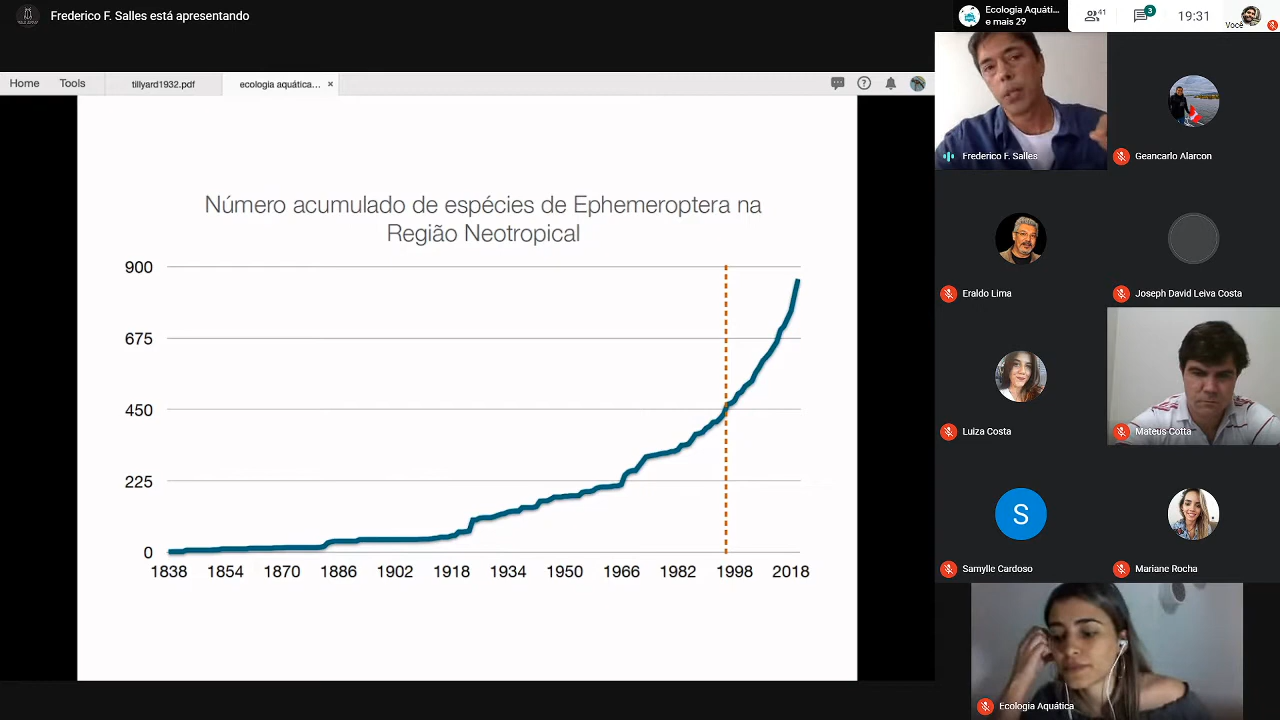 Frederico F. Salles está apresentando
Ecologia Aquáti...
e mais 29
41
3
19:31
Você
Home
Tools
tillyard1932.pdf
ecologia aquática...
Número acumulado de espécies de Ephemeroptera na
Região Neotropical
900
675
450
225
0
1838 1854 1870 1886 1902 1918 1934 1950 1966 1982 1998 2018
Frederico F. Salles
Geancarlo Alarcon
Eraldo Lima
Joseph David Leiva Costa
Luiza Costa
Mateus Cotta
S
Samylle Cardoso
Mariane Rocha
Ecologia Aquática